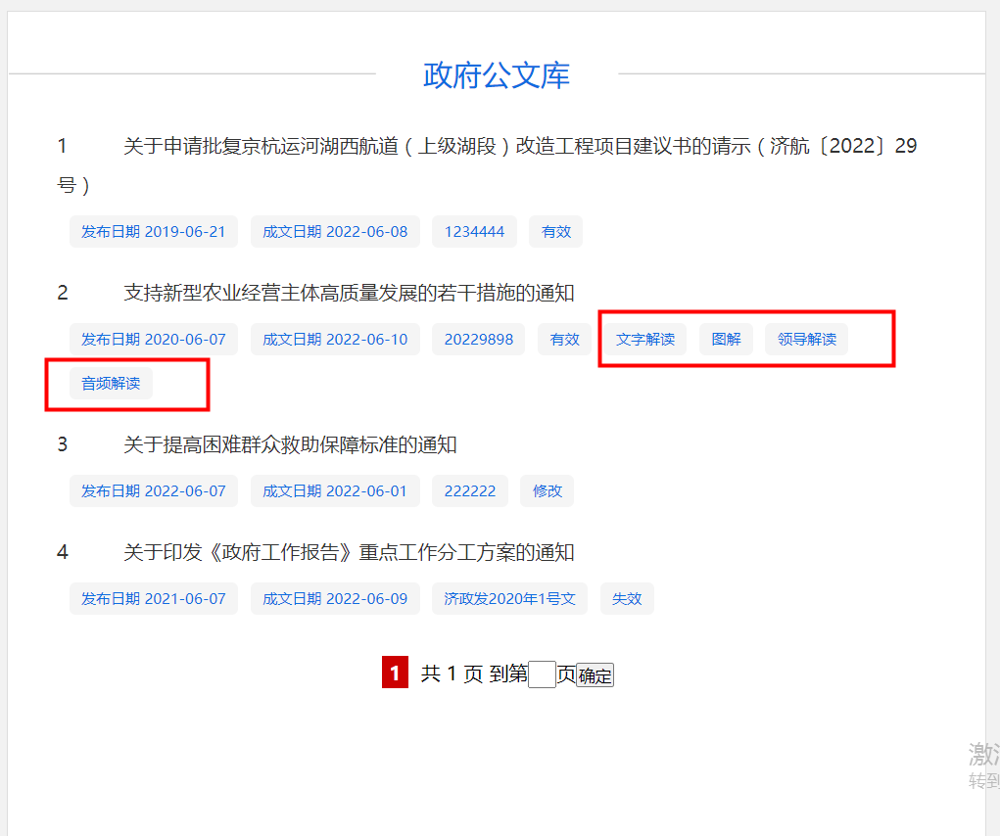 政府公文库
1 关于申请批复京杭运河湖西航道（上级湖段）改造工程项目建议书的请示（济航〔2022〕29
号）
发布日期 2019-06-21 成文日期 2022-06-08 1234444 有效
2 支持新型农业经营主体高质量发展的若干措施的通知
发布日期 2020-06-07 成文日期 2022-06-10 20229898 有效 文字解读 图解 领导解读
音频解读
3 关于提高困难群众救助保障标准的通知
发布日期 2022-06-07 成文日期 2022-06-01 222222 修改
4 关于印发《政府工作报告》重点工作分工方案的通知
发布日期 2021-06-07 成文日期 2022-06-09 济政发2020年1号文 失效
1 共 1 页 到第 页 确定
转到